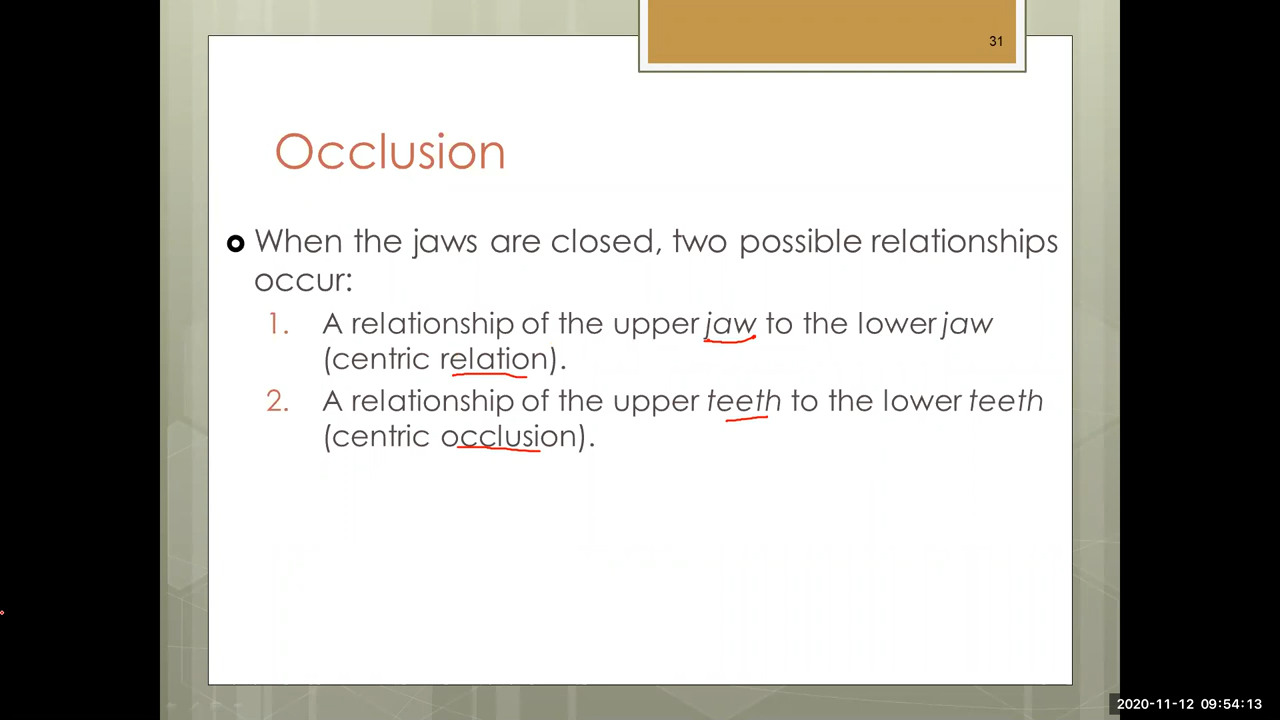 31
Occlusion
When the jaws are closed, two possible relationships
occur:
1. A relationship of the upper jaw to the lower jaw
(centric relation).
2. A relationship of the upper teeth to the lower teeth
(centric occlusion).
2020-11-12 09:54:13